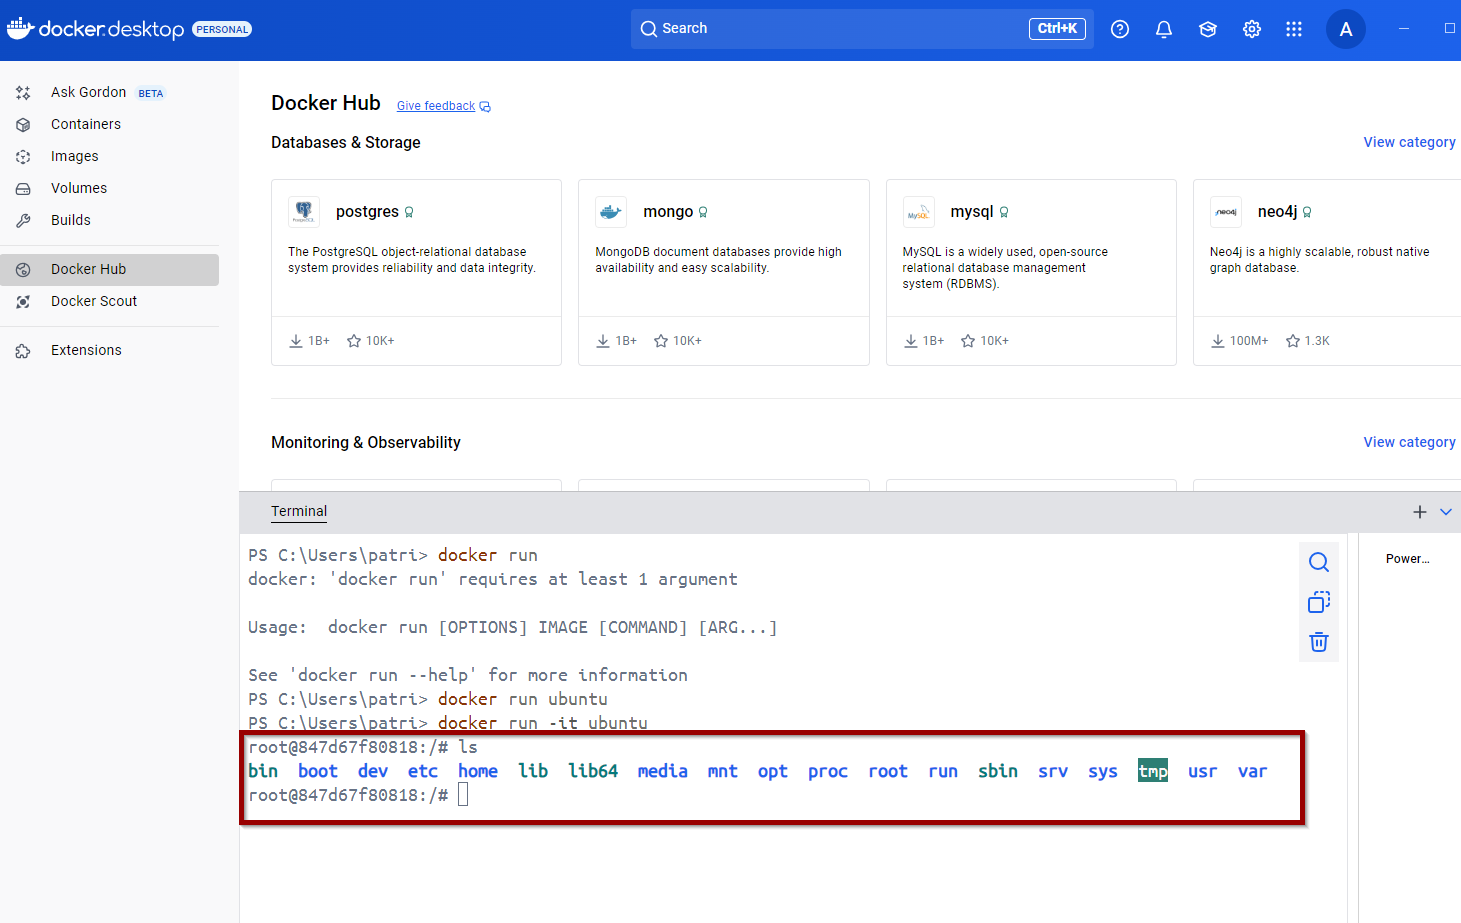 docker.desktop PERSONAL
Search
Ctrl+K
A
Ask Gordon BETA
Containers
Images
Volumes
Builds
Docker Hub
Docker Scout
Extensions
Docker Hub Give feedback
Databases & Storage View category
postgres
The PostgreSQL object-relational database
system provides reliability and data integrity.
1B+ 10K+
mongo
MongoDB document databases provide high
availability and easy scalability.
1B+ 10K+
mysql
MySQL is a widely used, open-source
relational database management
system (RDBMS).
1B+ 10K+
neo4j
Neo4j is a highly scalable, robust native
graph database.
100M+ 1.3K
Monitoring & Observability View category
Terminal
PS C:\Users\patri> docker run
docker: 'docker run' requires at least 1 argument
Usage:  docker run [OPTIONS] IMAGE [COMMAND] [ARG...]
See 'docker run --help' for more information
PS C:\Users\patri> docker run ubuntu
PS C:\Users\patri> docker run -it ubuntu
root@847d67f80818:/# ls
bin  boot  dev  etc  home  lib  lib64  media  mnt  opt  proc  root  run  sbin  srv  sys  tmp  usr  var
root@847d67f80818:/#
Power...